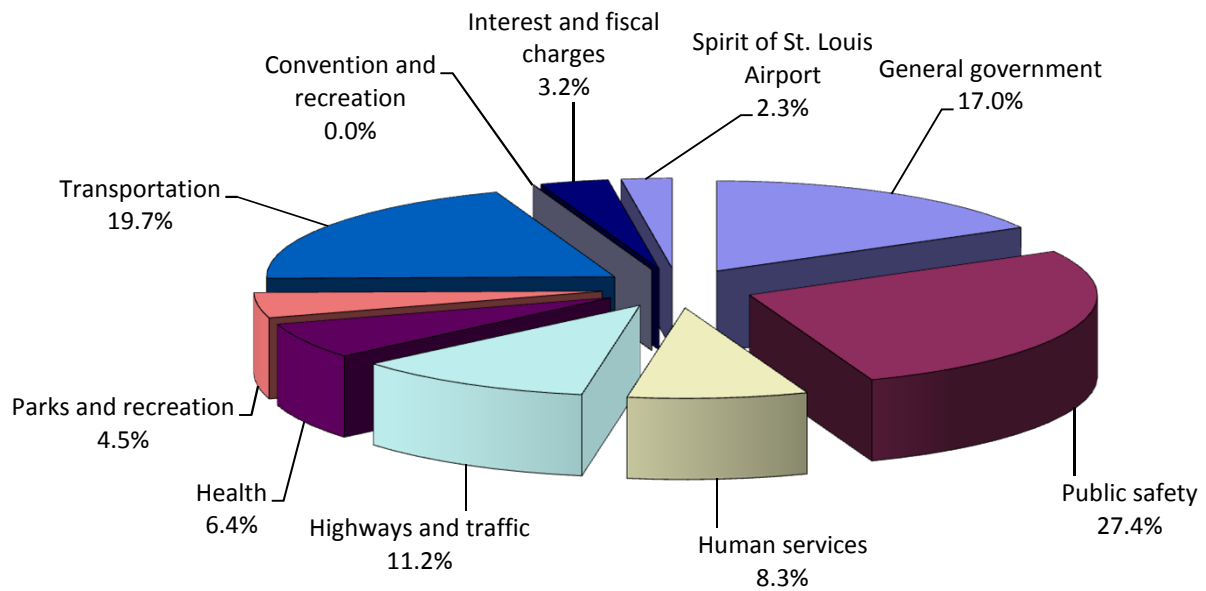 Interest and fiscal
charges
3.2%
Spirit of St. Louis
Airport
2.3%
General government
17.0%
Convention and
recreation
0.0%
Transportation
19.7%
Parks and recreation
4.5%
Health
6.4%
Highways and traffic
11.2%
Human services
8.3%
Public safety
27.4%